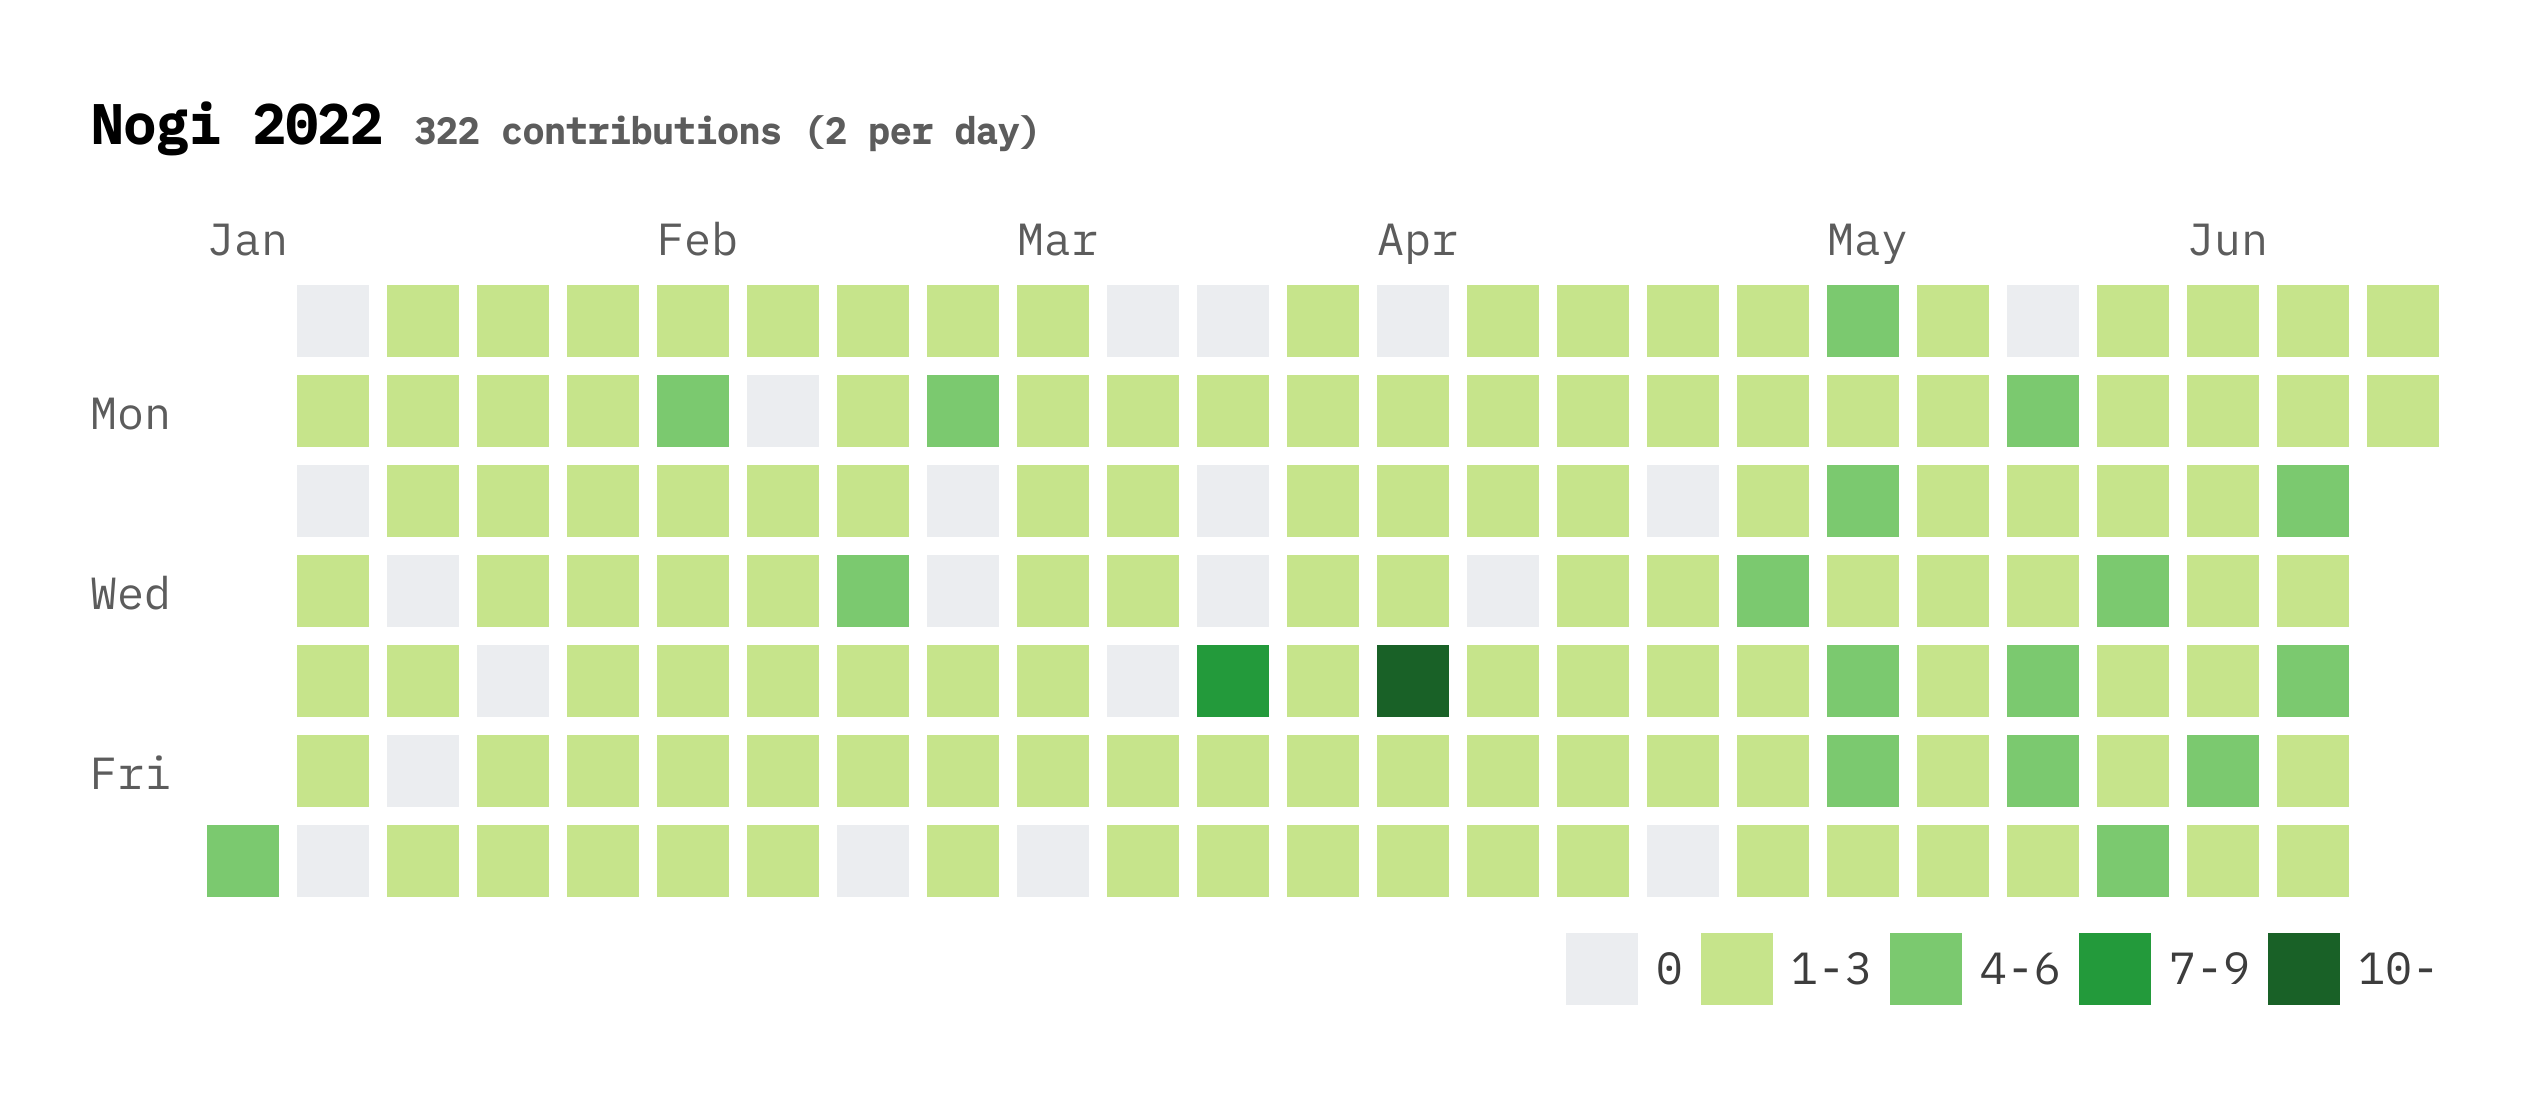 Nogi 2022 322 contributions (2 per day)
Jan Feb Mar Apr May Jun
Mon
Wed
Fri
0 1-3 4-6 7-9 10-